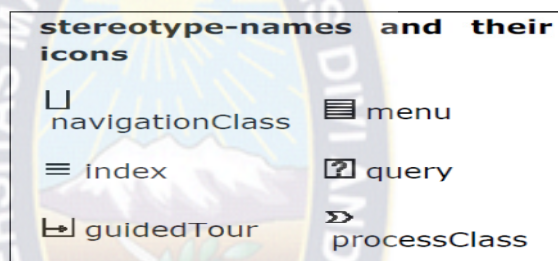 stereotype-names and their
icons
navigationClass
menu
index
query
guidedTour
processClass